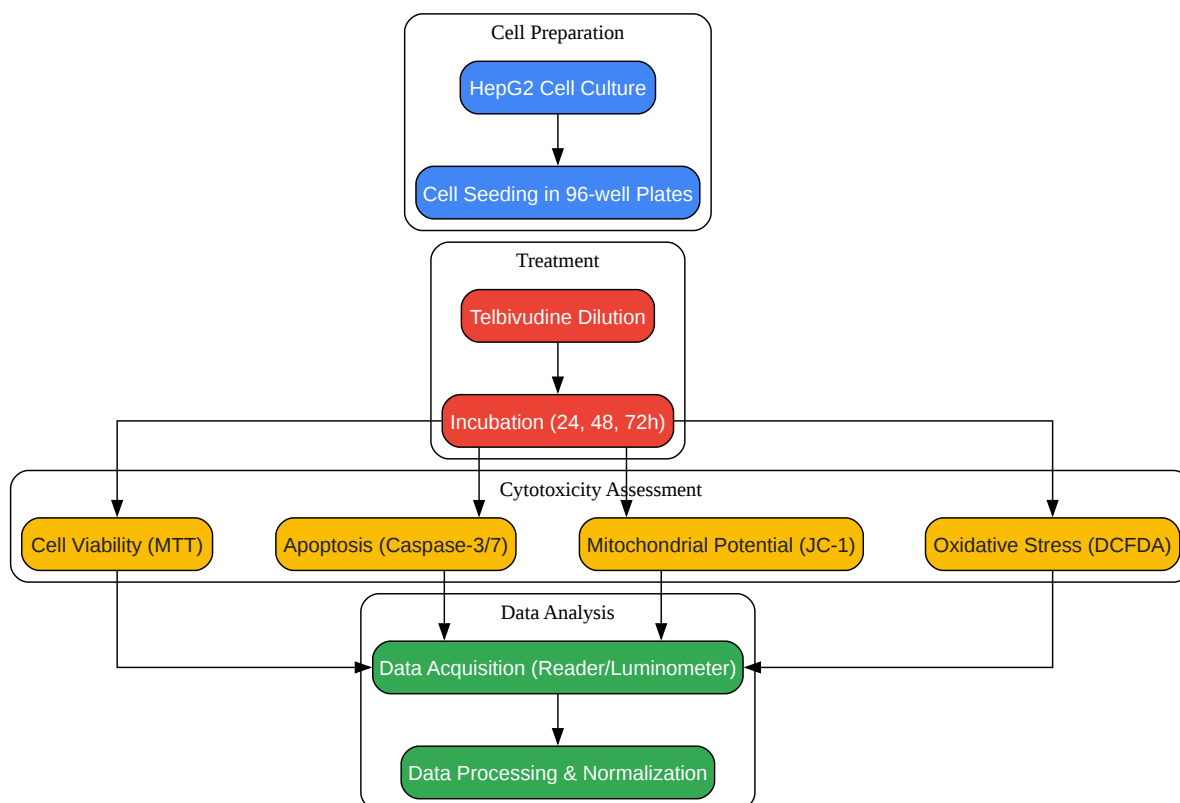 Cell Preparation
HepG2 Cell Culture
Cell Seeding in 96-well Plates
Treatment
Telbivudine Dilution
Incubation (24, 48, 72h)
Cytotoxicity Assessment
Cell Viability (MTT)
Apoptosis (Caspase-3/7)
Mitochondrial Potential (JC-1)
Oxidative Stress (DCFDA)
Data Analysis
Data Acquisition (Reader/Luminometer)
Data Processing & Normalization